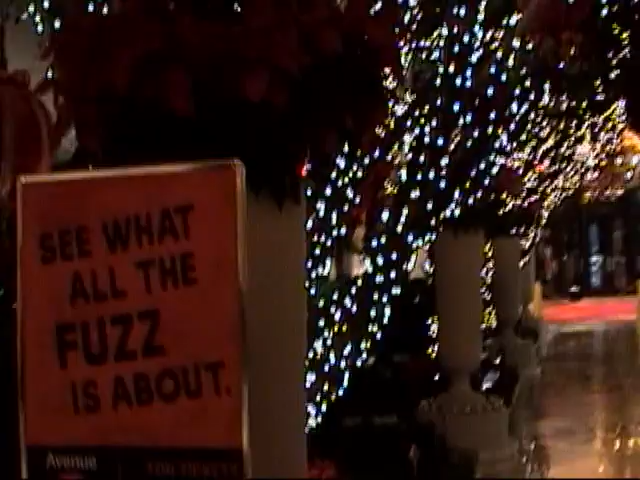 SEE WHAT
ALL THE
FUZZ
IS ABOUT.
Avenue